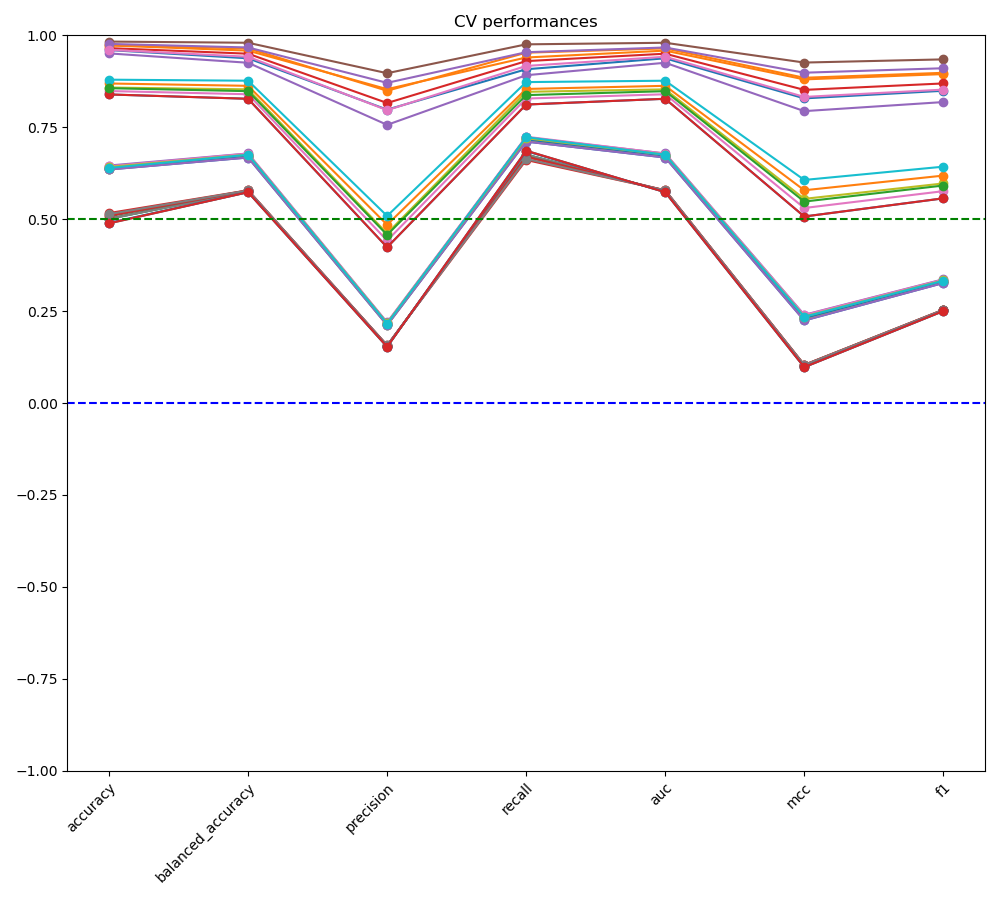 CV performances
1.00
0.75
0.50
0.25
0.00
−0.25
−0.50
−0.75
−1.00
accuracy
balanced_accuracy
precision
recall
auc
mcc
f1